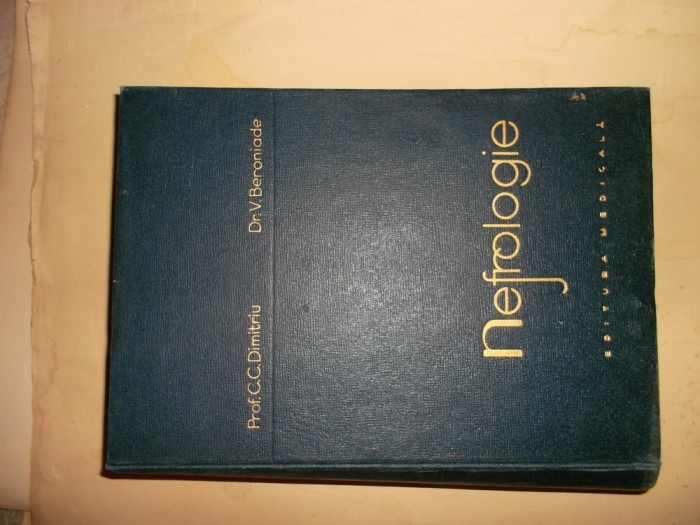 Prof. C. C. Dimitriu Dr. V. Beroniade
nefrologie
EDITURA MEDICALĂ